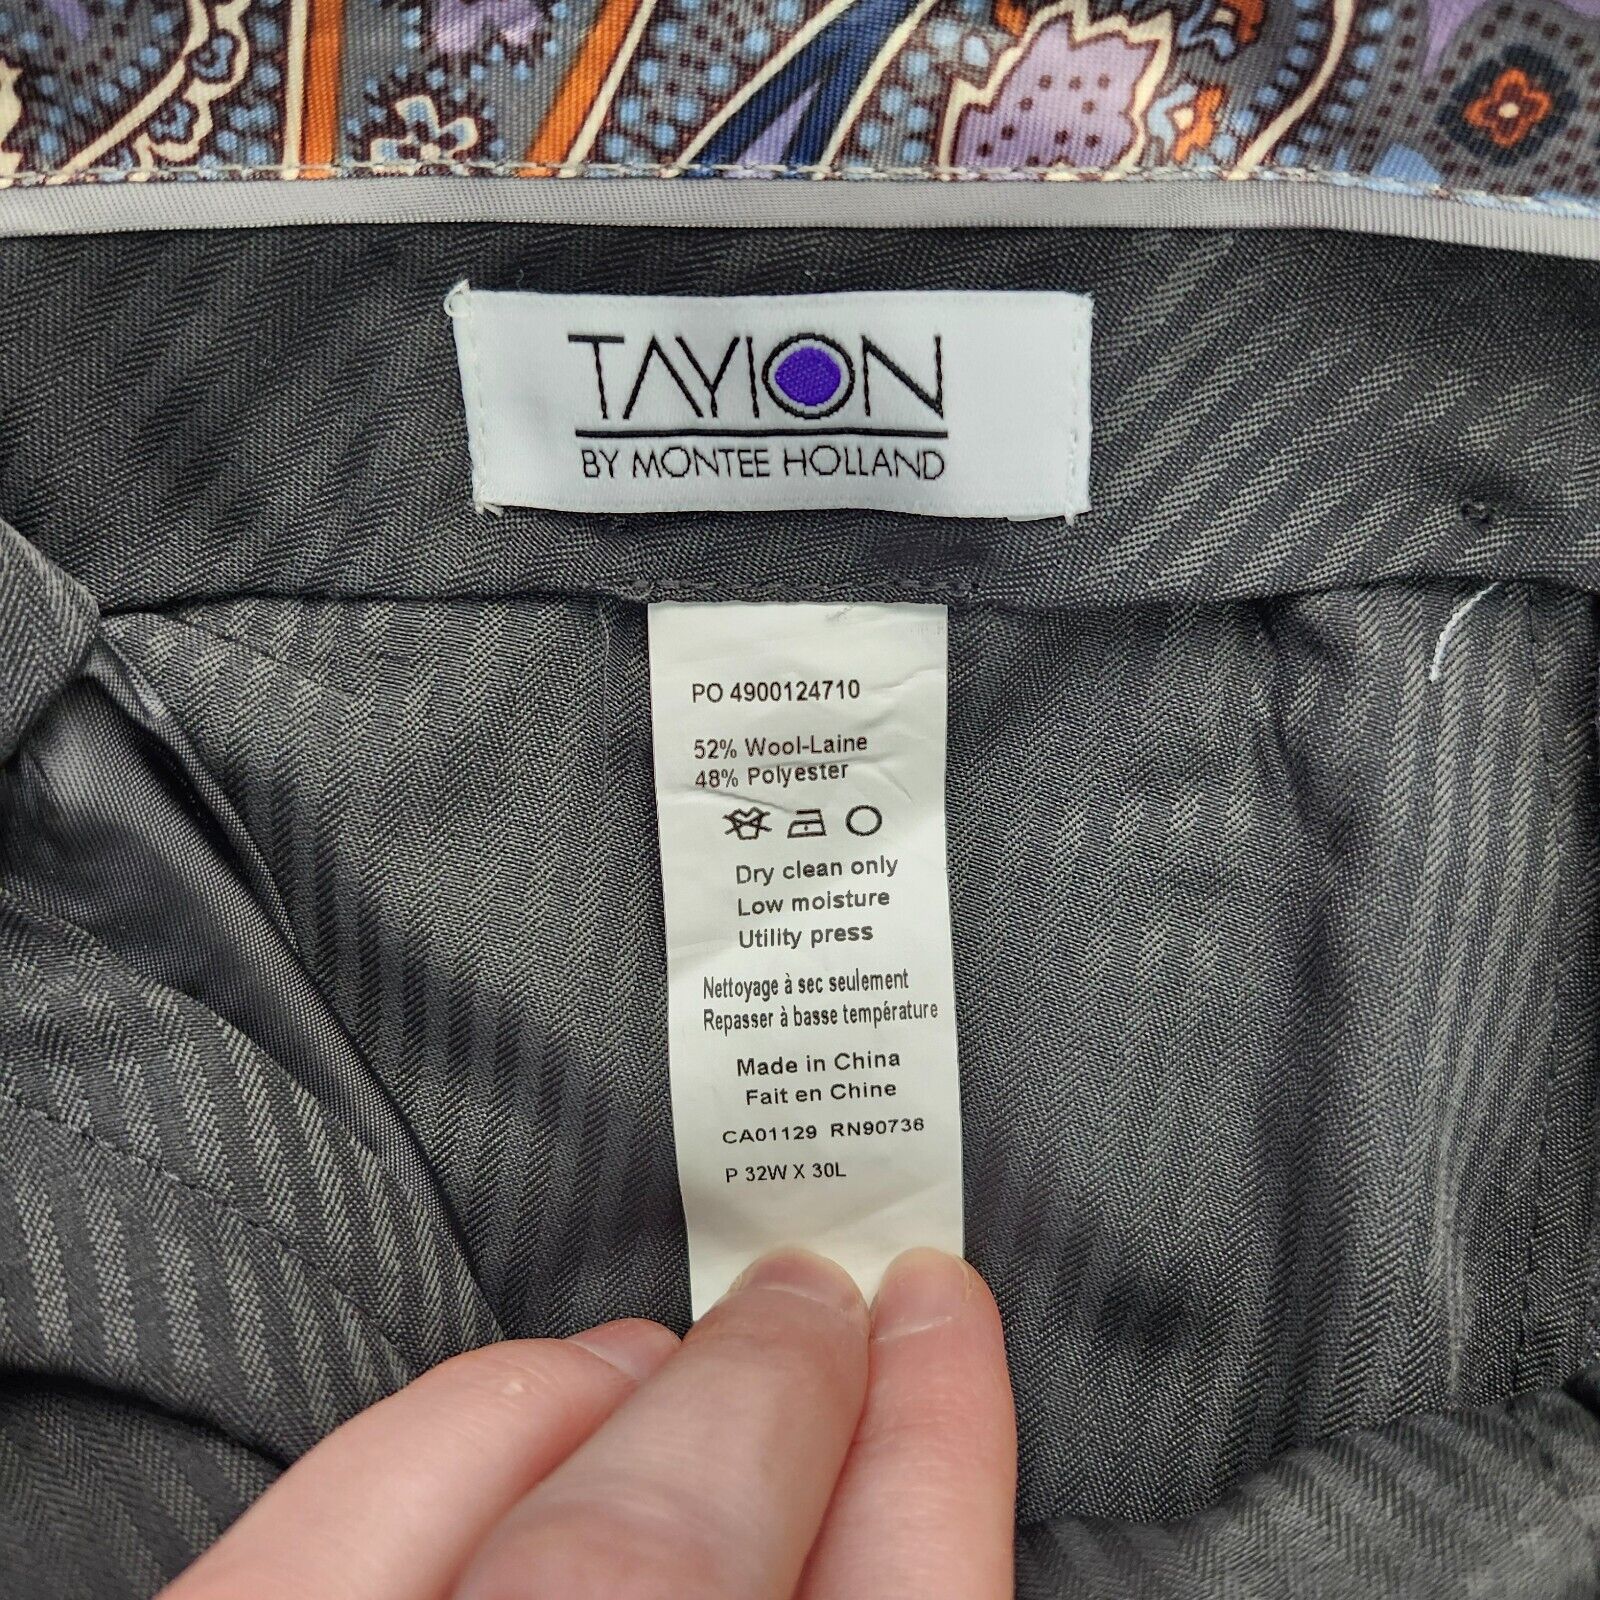 TAYION
BY MONTEE HOLLAND
PO 4900124710
52% Wool-Laine
48% Polyester
Dry clean only
Low moisture
Utility press
Nettoyage à sec seulement
Repasser à basse température
Made in China
Fait en Chine
CA01129 RN90736
P 32W X 30L